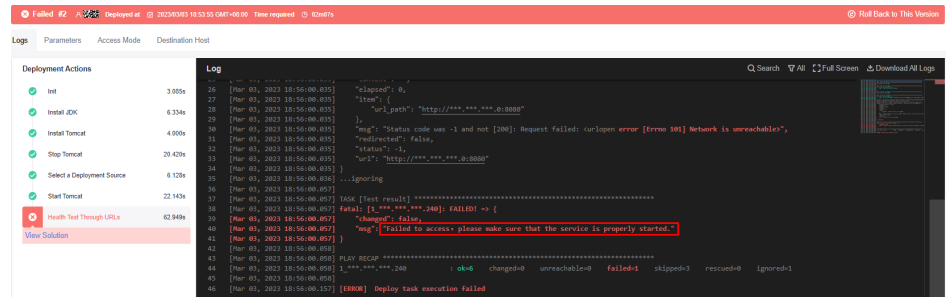 Failed #2 Deployed at 2023/03/03 18:53:55 GMT+08:00 Time required 02m07s Roll Back to This Version
Logs Parameters Access Mode Destination Host
Deployment Actions
Init 3.085s
Install JDK 6.334s
Install Tomcat 4.000s
Stop Tomcat 20.420s
Select a Deployment Source 6.128s
Start Tomcat 22.143s
Health Test Through URLs 62.949s
View Solution
Log Search All Full Screen Download All Logs
26 [Mar 03, 2023 18:56:00.035] "elapsed": 0,
27 [Mar 03, 2023 18:56:00.035] "item": {
28 [Mar 03, 2023 18:56:00.035] "url_path": "http://***.***.***.0:8080"
29 [Mar 03, 2023 18:56:00.035] },
30 [Mar 03, 2023 18:56:00.035] "msg": "Status code was -1 and not [200]: Request failed: <urlopen error [Errno 101] Network is unreachable>",
31 [Mar 03, 2023 18:56:00.035] "redirected": false,
32 [Mar 03, 2023 18:56:00.035] "status": -1,
33 [Mar 03, 2023 18:56:00.035] "url": "http://***.***.***.0:8080"
34 [Mar 03, 2023 18:56:00.035] }
35 [Mar 03, 2023 18:56:00.036] ...ignoring
36 [Mar 03, 2023 18:56:00.057]
37 [Mar 03, 2023 18:56:00.057] TASK [Test result] ***********************************************************
38 [Mar 03, 2023 18:56:00.057] fatal: [1_***.***.***.240]: FAILED! => {
39 [Mar 03, 2023 18:56:00.057] "changed": false,
40 [Mar 03, 2023 18:56:00.057] "msg": "Failed to access, please make sure that the service is properly started."
41 [Mar 03, 2023 18:56:00.057] }
42 [Mar 03, 2023 18:56:00.058]
43 [Mar 03, 2023 18:56:00.058] PLAY RECAP *******************************************************************
44 [Mar 03, 2023 18:56:00.058] 1_***.***.***.240 : ok=6 changed=0 unreachable=0 failed=1 skipped=3 rescued=0 ignored=1
45 [Mar 03, 2023 18:56:00.058]
46 [Mar 03, 2023 18:56:00.157] [ERROR] Deploy task execution failed